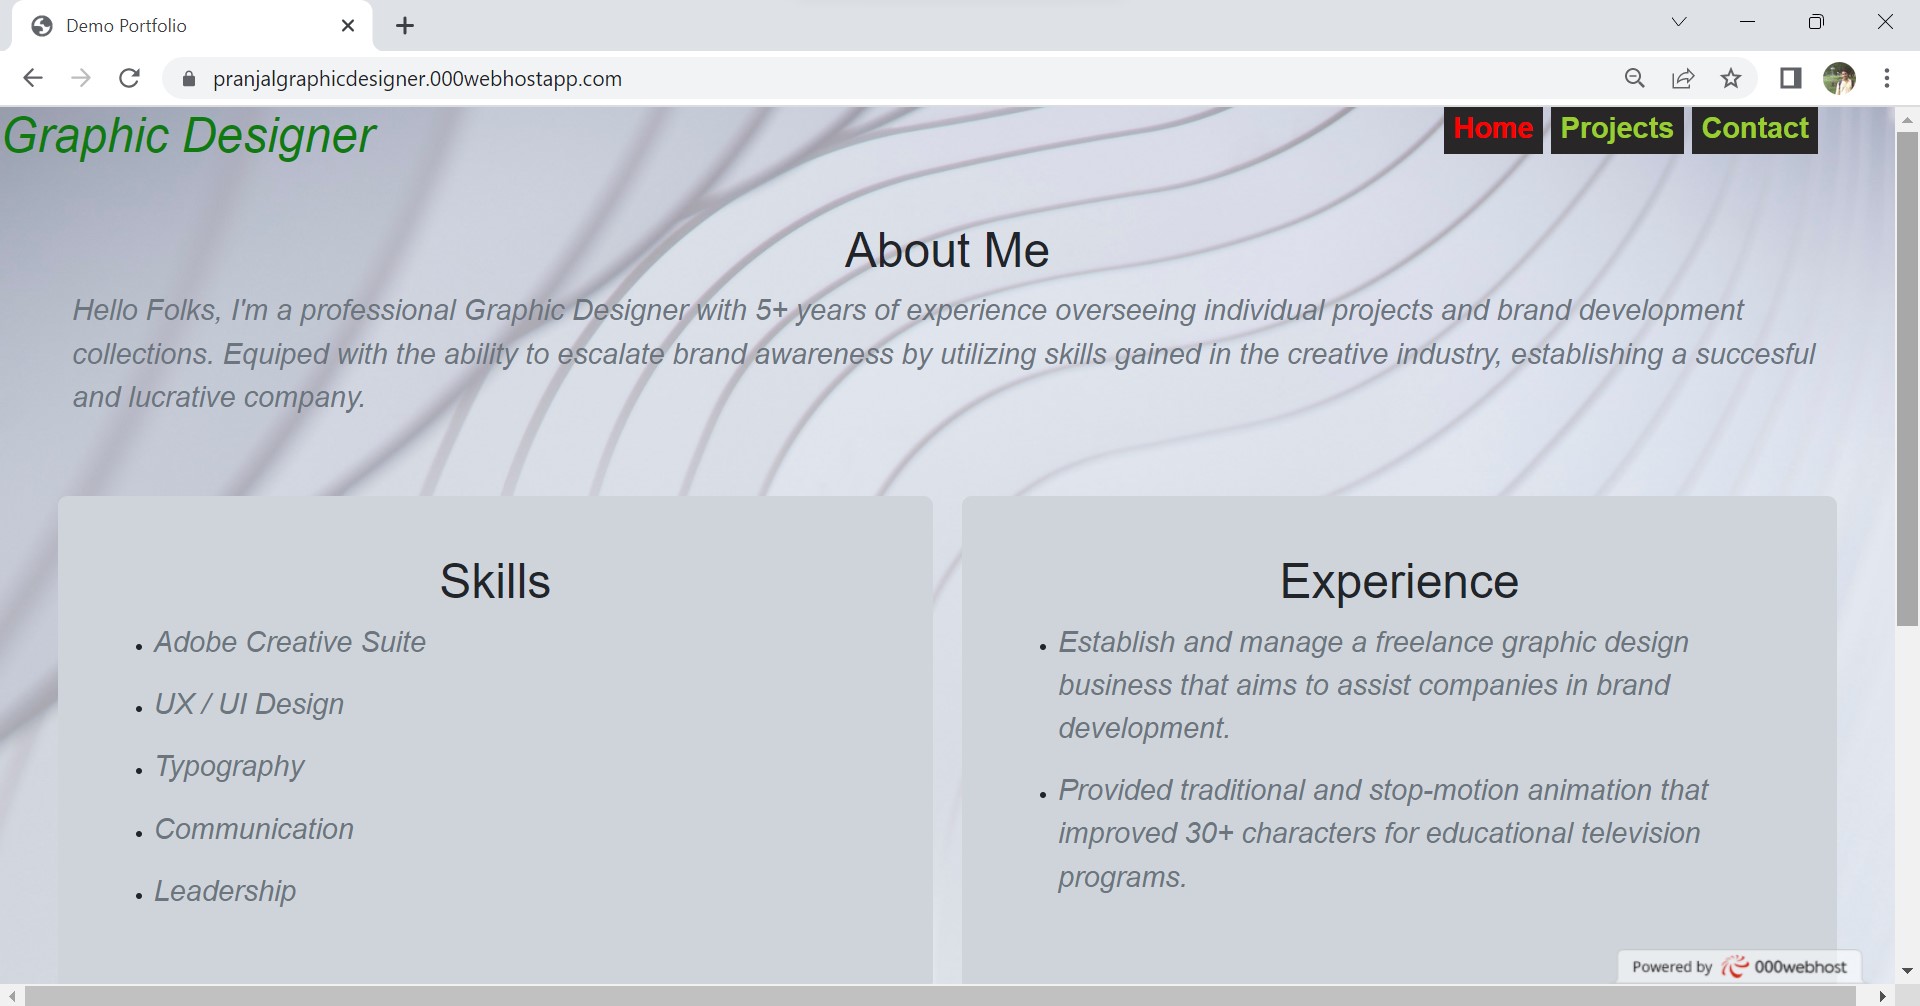 Demo Portfolio
pranjalgraphicdesigner.000webhostapp.com
Graphic Designer
Home Projects Contact
About Me
Hello Folks, I'm a professional Graphic Designer with 5+ years of experience overseeing individual projects and brand development
collections. Equiped with the ability to escalate brand awareness by utilizing skills gained in the creative industry, establishing a succesful
and lucrative company.
Skills
• Adobe Creative Suite
• UX / UI Design
• Typography
• Communication
• Leadership
Experience
• Establish and manage a freelance graphic design
business that aims to assist companies in brand
development.
• Provided traditional and stop-motion animation that
improved 30+ characters for educational television
programs.
Powered by 000webhost